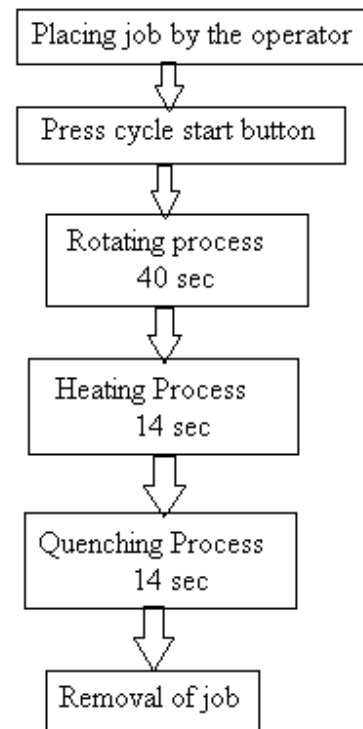 Placing job by the operator
Press cycle start button
Rotating process
40 sec
Heating Process
14 sec
Quenching Process
14 sec
Removal of job